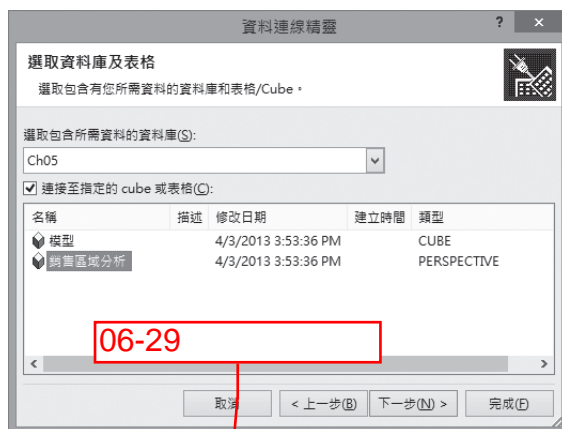 資料連線精靈 ? ×
選取資料庫及表格
選取包含有您所需資料的資料庫和表格/Cube。
選取包含所需資料的資料庫(S):
Ch05
連接至指定的 cube 或表格(C):
名稱 描述 修改日期 建立時間 類型
模型 4/3/2013 3:53:36 PM CUBE
銷售區域分析 4/3/2013 3:53:36 PM PERSPECTIVE
06-29
取消 < 上一步(B) 下一步(N) > 完成(F)